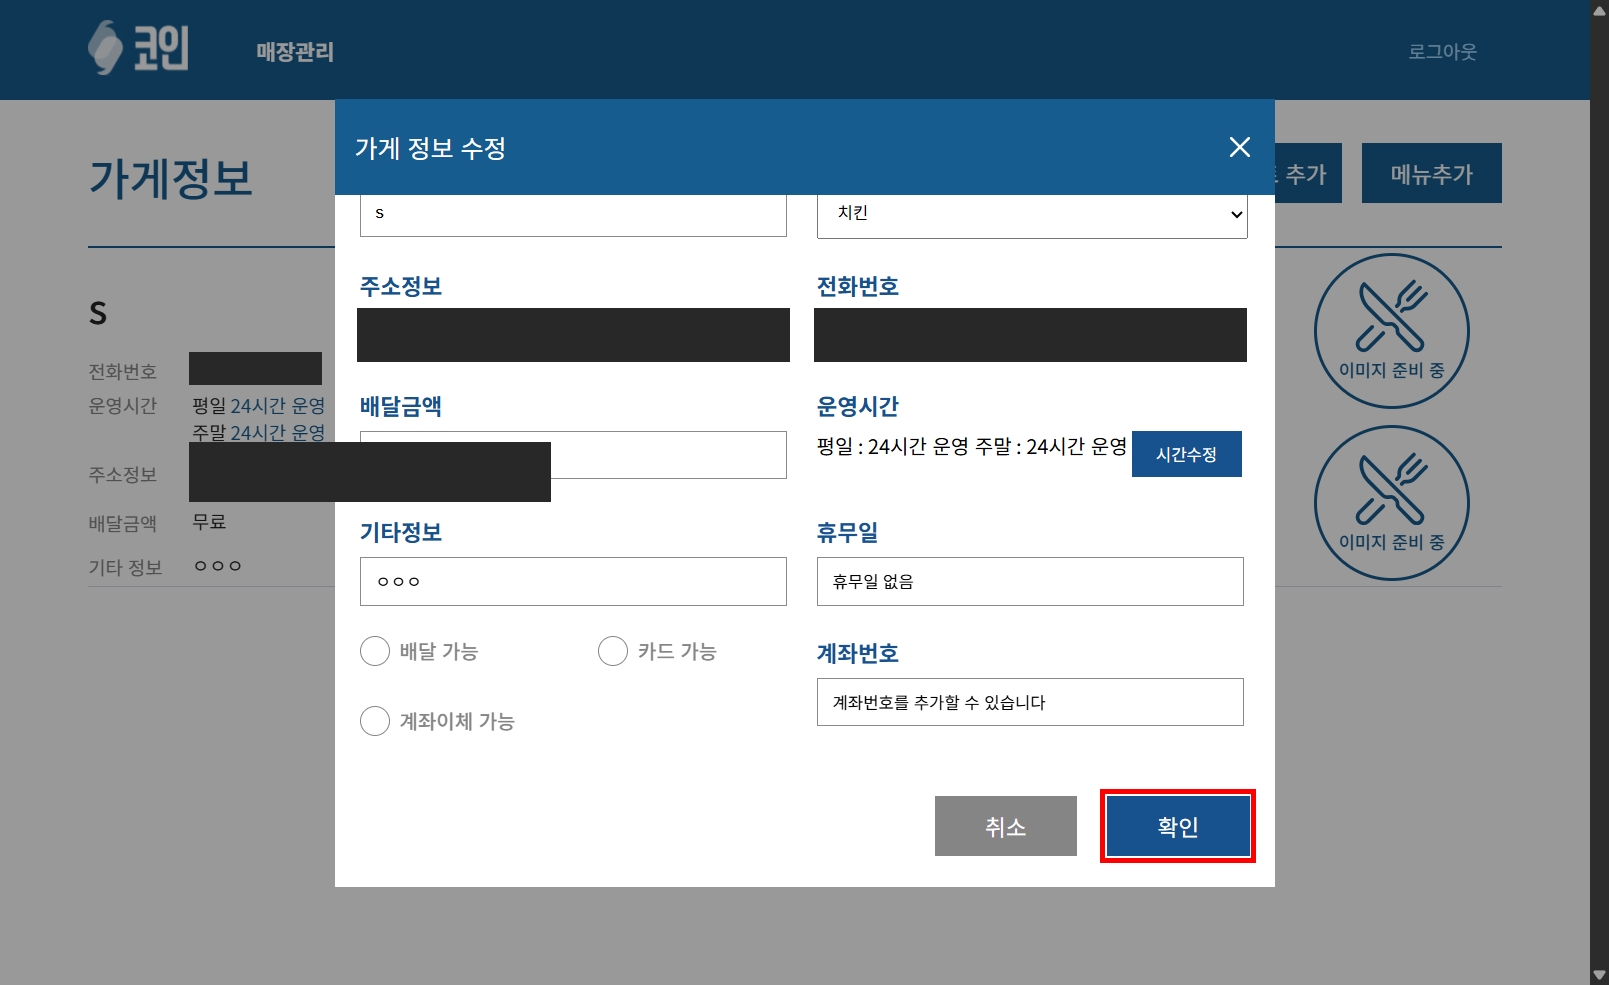 코인
매장관리
로그아웃
가게정보
추가
메뉴추가
S
전화번호
운영시간
평일 24시간 운영
주말 24시간 운영
주소정보
배달금액
무료
기타 정보
ㅇㅇㅇ
이미지 준비 중
이미지 준비 중
가게 정보 수정
s
치킨
주소정보
전화번호
배달금액
운영시간
평일 : 24시간 운영 주말 : 24시간 운영
시간수정
기타정보
휴무일
ㅇㅇㅇ
휴무일 없음
배달 가능
카드 가능
계좌번호
계좌번호를 추가할 수 있습니다
계좌이체 가능
취소
확인